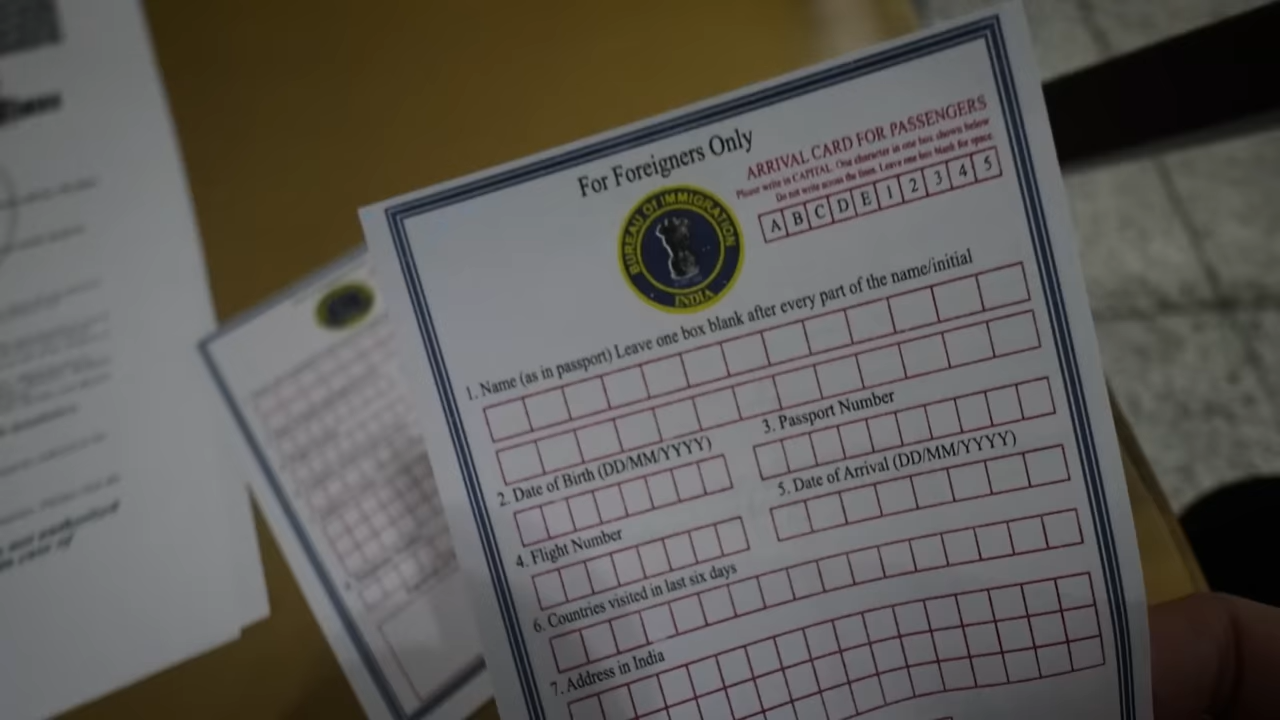 For Foreigners Only
ARRIVAL CARD FOR PASSENGERS
Please write in CAPITAL. One character in one box shown below
Do not write across the lines. Leave one box blank for space.
A B C D E 1 2 3 4 5
BUREAU OF IMMIGRATION
INDIA
1. Name (as in passport) Leave one box blank after every part of the name/initial
2. Date of Birth (DD/MM/YYYY)
3. Passport Number
4. Flight Number
5. Date of Arrival (DD/MM/YYYY)
6. Countries visited in last six days
7. Address in India